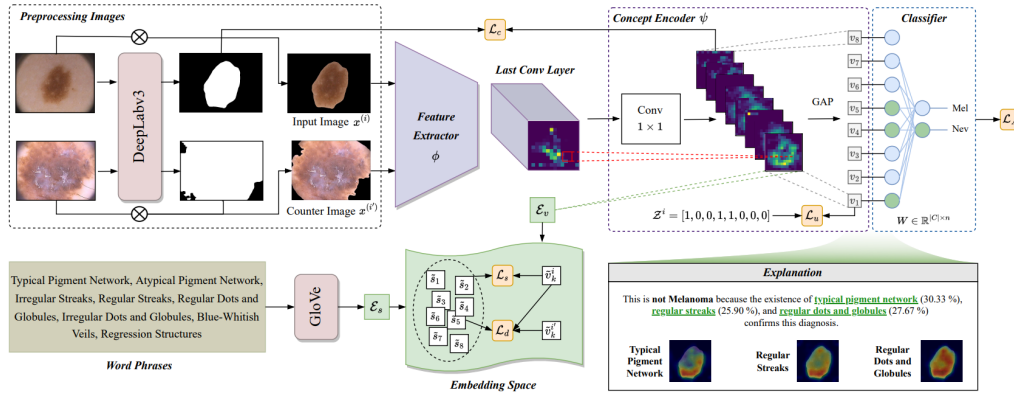 Preprocessing Images
DeepLabv3
Input Image x^(i)
Counter Image x^(i')
Feature
Extractor
ϕ
ℒ_c
Last Conv Layer
Conv
1 × 1
Concept Encoder ψ
GAP
v_8
v_7
v_6
v_5
v_4
v_3
v_2
v_1
Classifier
Mel
Nev
W ∈ ℝ^{|C|×n}
𝒵^i = [1, 0, 0, 1, 1, 0, 0, 0]
ℒ_u
Typical Pigment Network, Atypical Pigment Network,
Irregular Streaks, Regular Streaks, Regular Dots and
Globules, Irregular Dots and Globules, Blue-Whitish
Veils, Regression Structures
Word Phrases
GloVe
ℰ_s
ℰ_v
s̃_1
s̃_2
s̃_3
s̃_4
s̃_6
s̃_5
s̃_7
s̃_8
ℒ_s
ℒ_d
ṽ_k^i
ṽ_k^i'
Embedding Space
Explanation
This is not Melanoma because the existence of typical pigment network (30.33 %),
regular streaks (25.90 %), and regular dots and globules (27.67 %)
confirms this diagnosis.
Typical
Pigment
Network
Regular
Streaks
Regular
Dots and
Globules